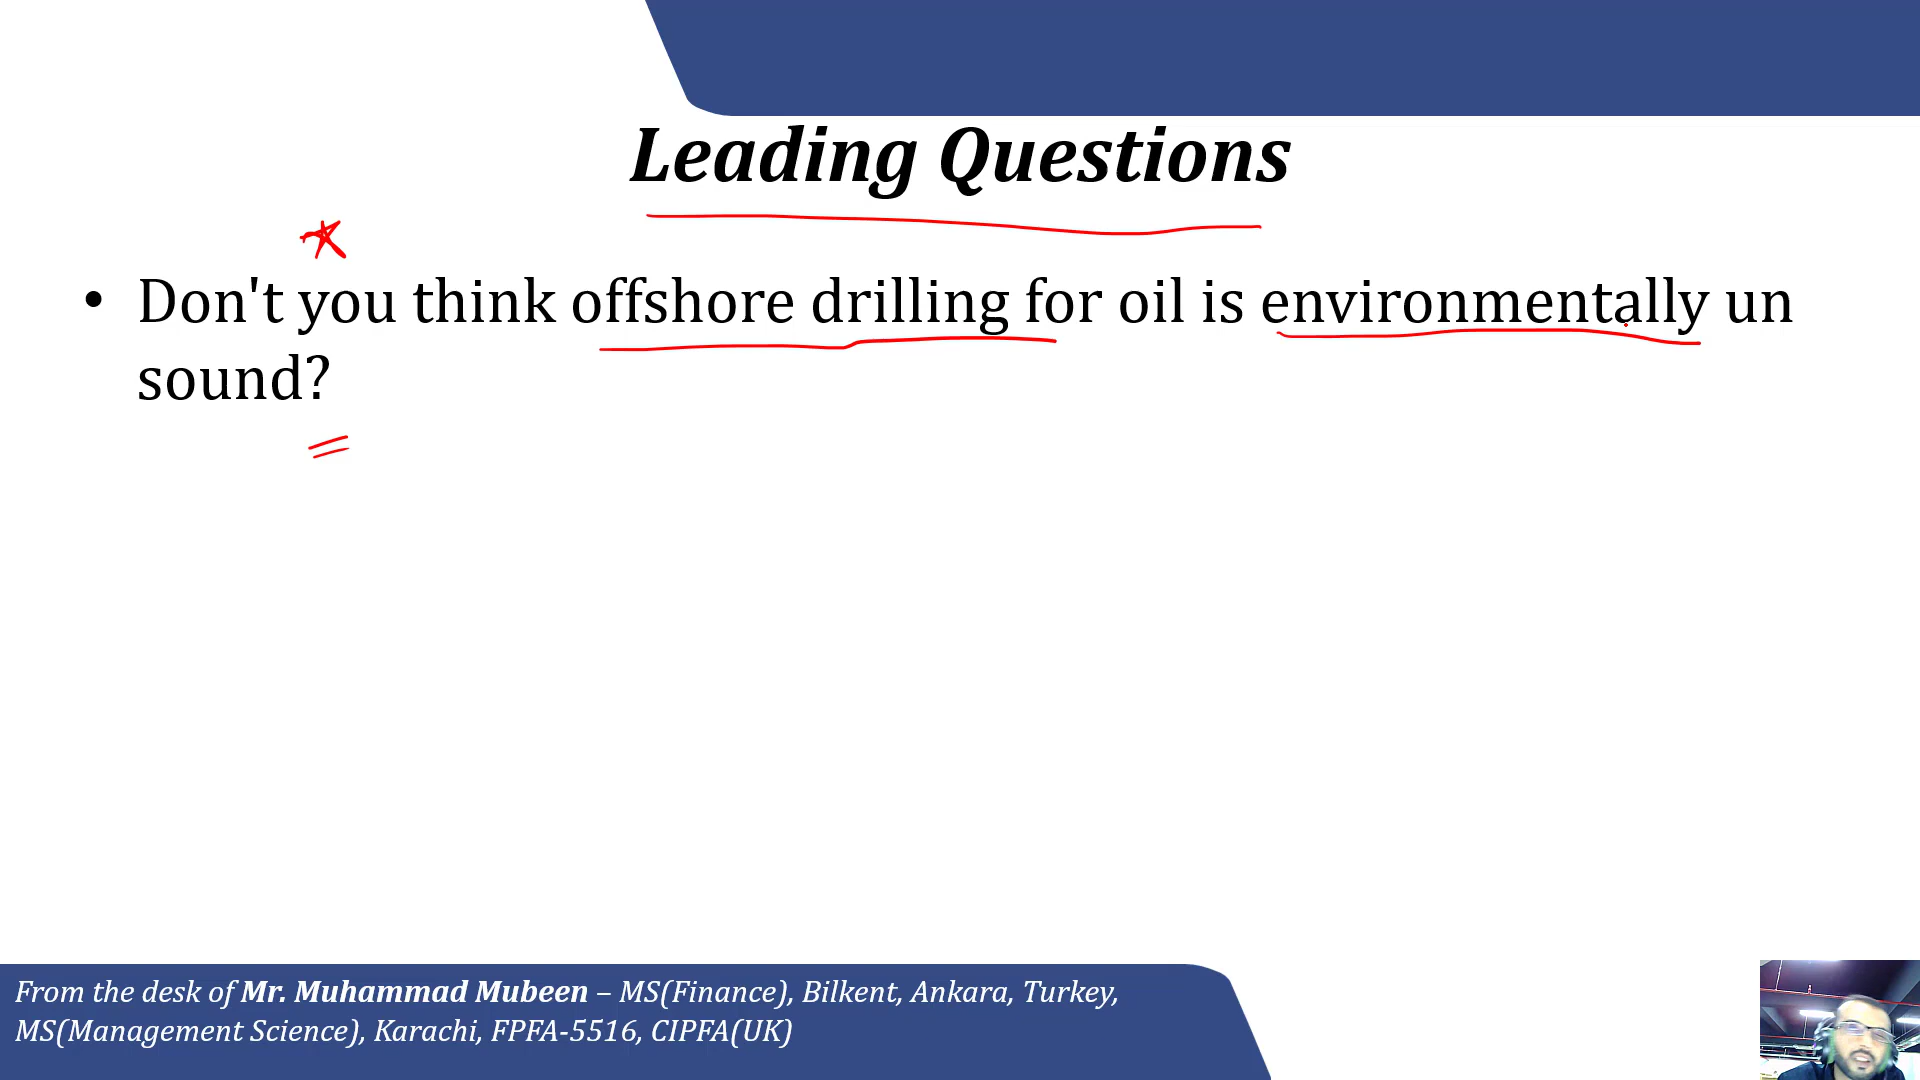 Leading Questions
• Don't you think offshore drilling for oil is environmentally un
sound?
From the desk of Mr. Muhammad Mubeen – MS(Finance), Bilkent, Ankara, Turkey,
MS(Management Science), Karachi, FPFA-5516, CIPFA(UK)